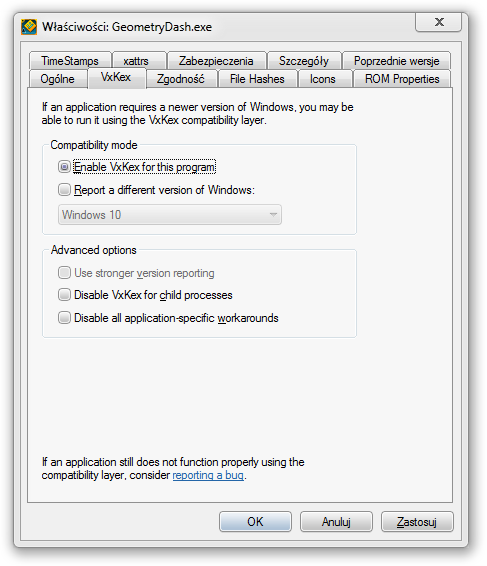 Właściwości: GeometryDash.exe
TimeStamps xattrs Zabezpieczenia Szczegóły Poprzednie wersje
Ogólne VxKex Zgodność File Hashes Icons ROM Properties
If an application requires a newer version of Windows, you may be
able to run it using the VxKex compatibility layer.
Compatibility mode
Enable VxKex for this program
Report a different version of Windows:
Windows 10
Advanced options
Use stronger version reporting
Disable VxKex for child processes
Disable all application-specific workarounds
If an application still does not function properly using the
compatibility layer, consider reporting a bug.
OK Anuluj Zastosuj